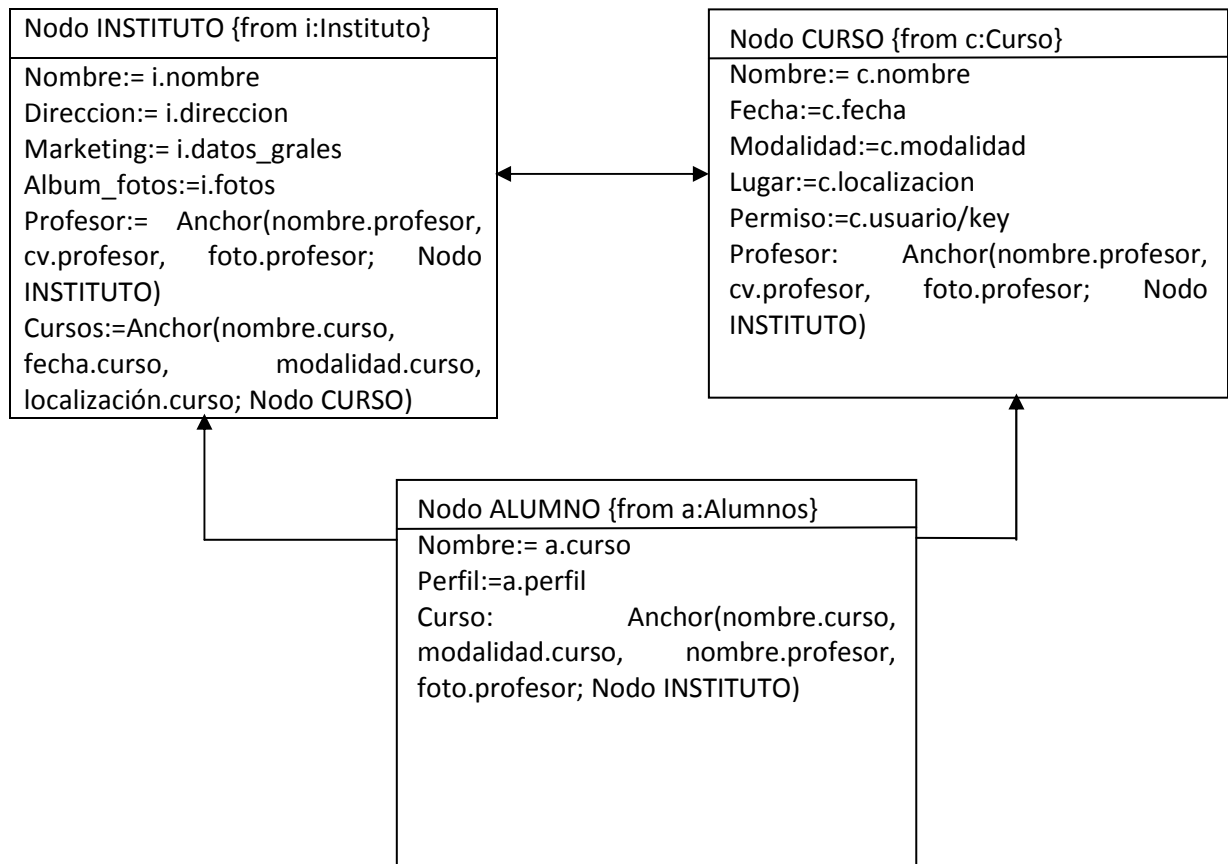 Nodo INSTITUTO {from i:Instituto}
Nombre:= i.nombre
Direccion:= i.direccion
Marketing:= i.datos_grales
Album_fotos:=i.fotos
Profesor:= Anchor(nombre.profesor,
cv.profesor, foto.profesor; Nodo
INSTITUTO)
Cursos:=Anchor(nombre.curso,
fecha.curso, modalidad.curso,
localización.curso; Nodo CURSO)
Nodo CURSO {from c:Curso}
Nombre:= c.nombre
Fecha:=c.fecha
Modalidad:=c.modalidad
Lugar:=c.localizacion
Permiso:=c.usuario/key
Profesor: Anchor(nombre.profesor,
cv.profesor, foto.profesor; Nodo
INSTITUTO)
Nodo ALUMNO {from a:Alumnos}
Nombre:= a.curso
Perfil:=a.perfil
Curso: Anchor(nombre.curso,
modalidad.curso, nombre.profesor,
foto.profesor; Nodo INSTITUTO)